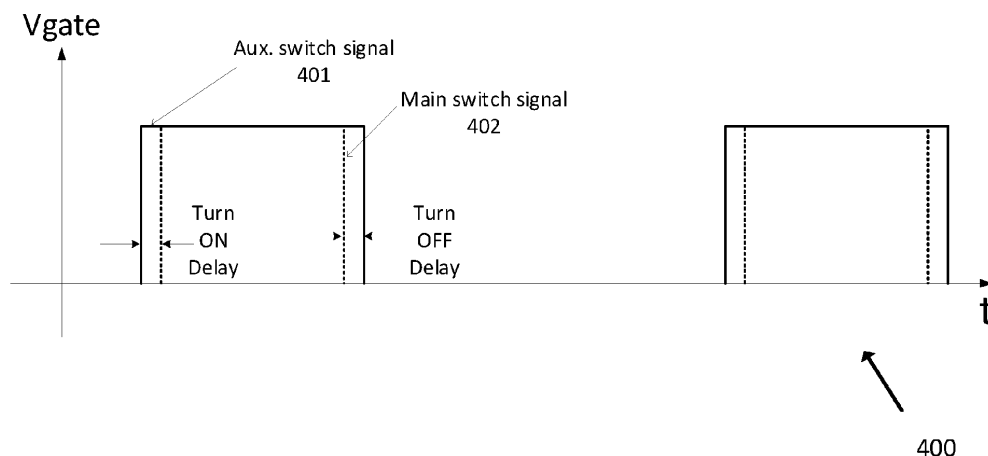 Vgate
Aux. switch signal
401
Main switch signal
402
Turn
ON
Delay
Turn
OFF
Delay
t
400